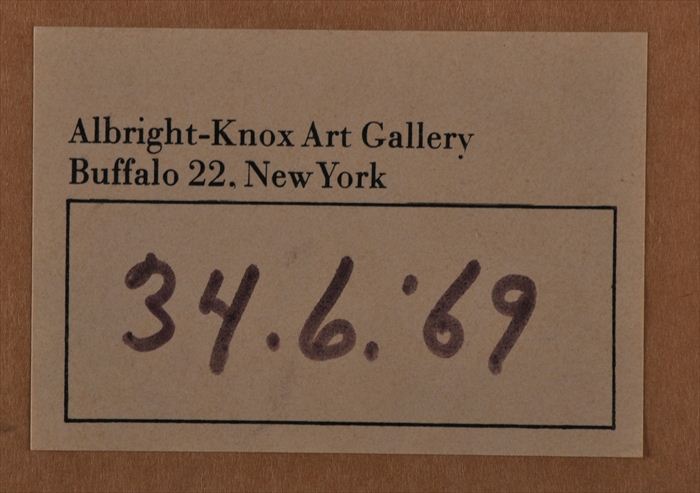 Albright-Knox Art Gallery
Buffalo 22, New York
34.6.'69